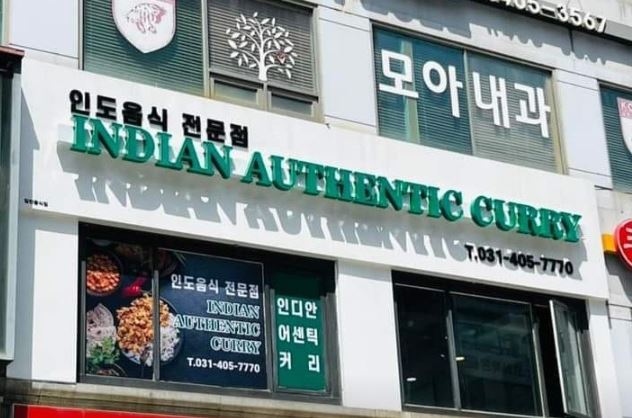 405-3567
모아내과
인도음식 전문점
INDIAN AUTHENTIC CURRY
T.031-405-7770
인도음식 전문점
INDIAN
AUTHENTIC
CURRY
T.031-405-7770
인디안
어센틱
커리